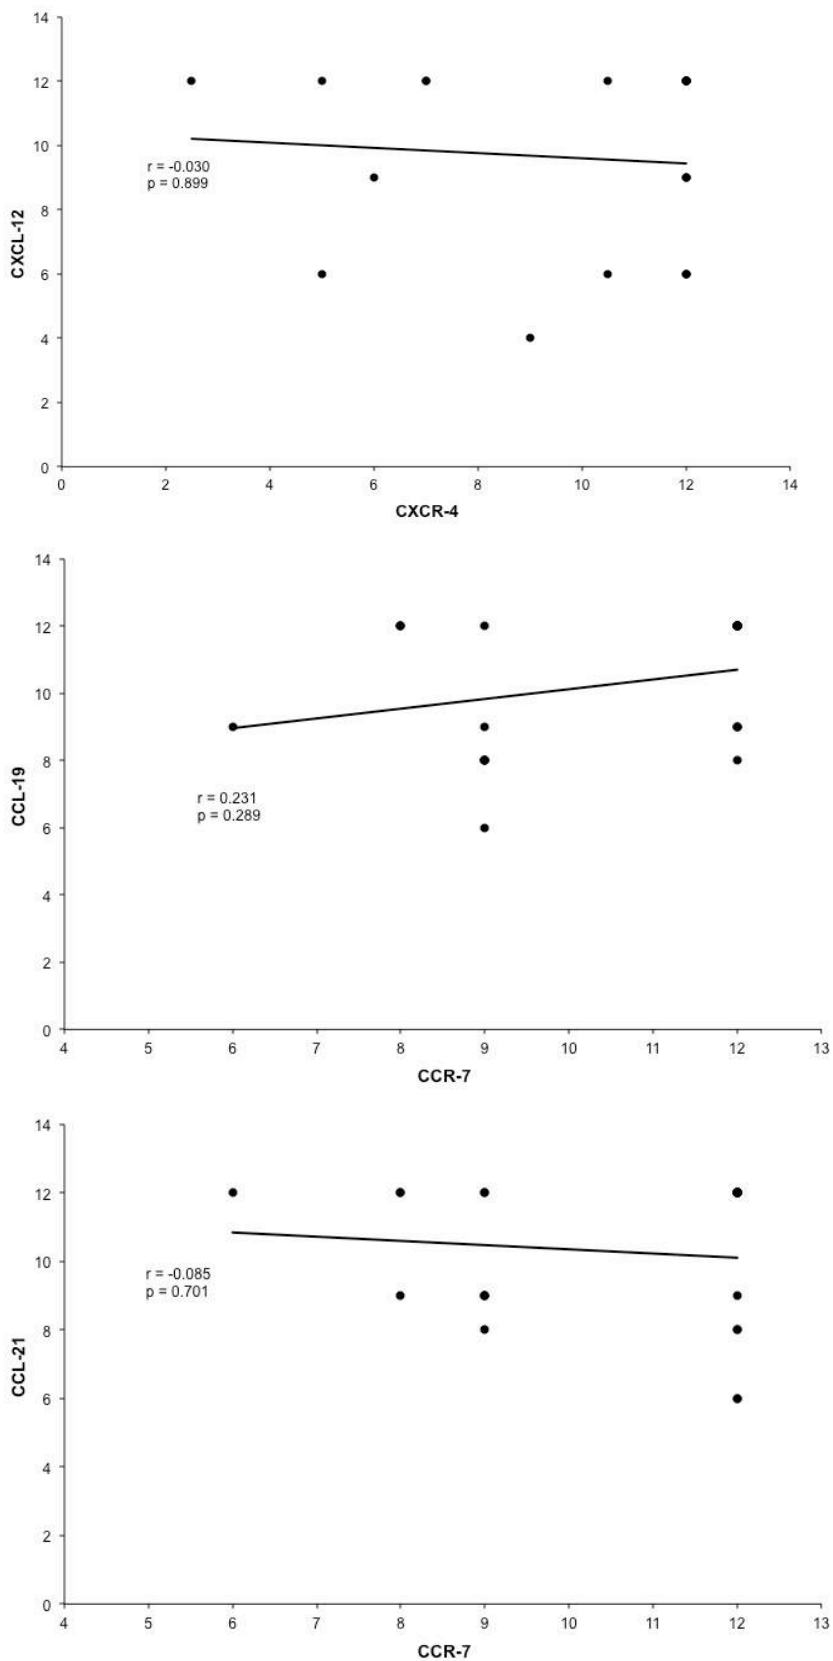 14
12
10
8
6
4
2
0
CXCL-12
r = -0.030
p = 0.899
0 2 4 6 8 10 12 14
CXCR-4
14
12
10
8
6
4
2
0
CCL-19
r = 0.231
p = 0.289
4 5 6 7 8 9 10 11 12 13
CCR-7
14
12
10
8
6
4
2
0
CCL-21
r = -0.085
p = 0.701
4 5 6 7 8 9 10 11 12 13
CCR-7